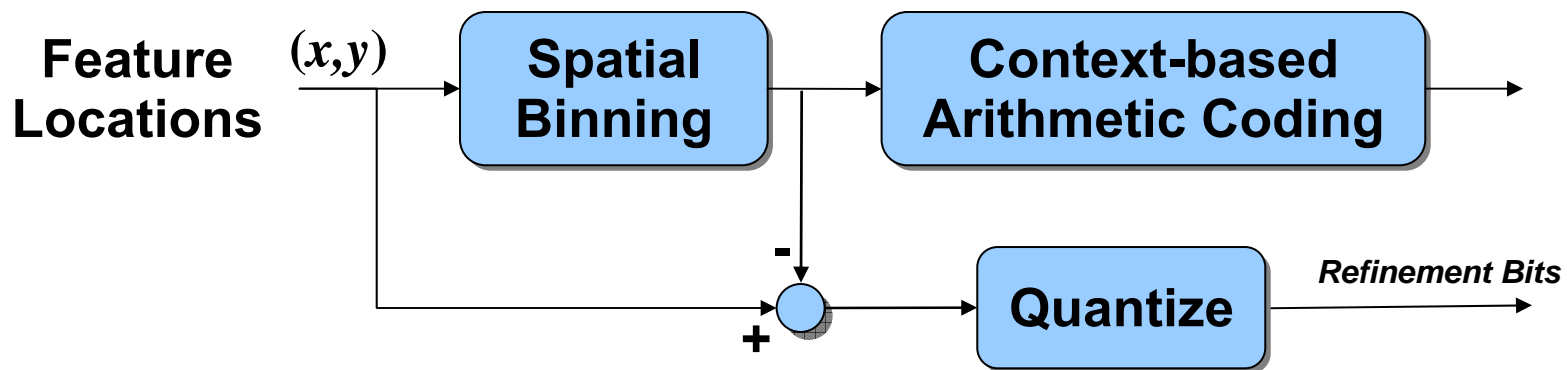 Feature
Locations
(x,y)
Spatial
Binning
Context-based
Arithmetic Coding
-
+
Quantize
Refinement Bits